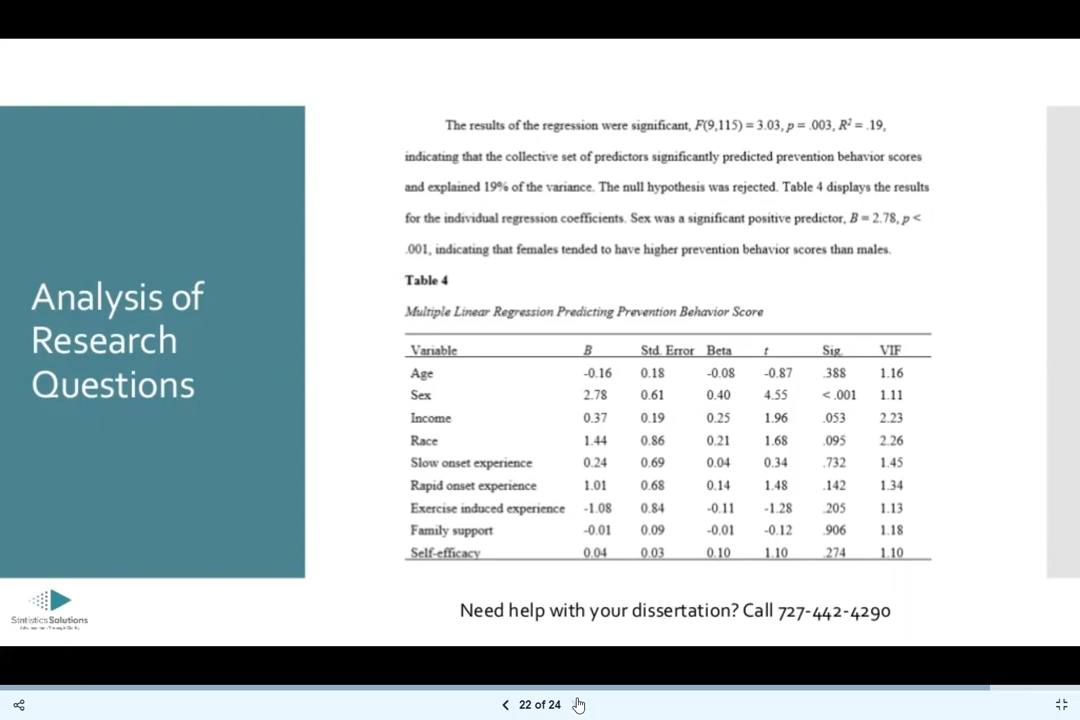 The results of the regression were significant, F(9,115) = 3.03, p = .003, R² = .19,
indicating that the collective set of predictors significantly predicted prevention behavior scores
and explained 19% of the variance. The null hypothesis was rejected. Table 4 displays the results
for the individual regression coefficients. Sex was a significant positive predictor, B = 2.78, p <
.001, indicating that females tended to have higher prevention behavior scores than males.
Analysis of
Research
Questions
Table 4
Multiple Linear Regression Predicting Prevention Behavior Score
Variable B Std. Error Beta t Sig. VIF
Age -0.16 0.18 -0.08 -0.87 .388 1.16
Sex 2.78 0.61 0.40 4.55 < .001 1.11
Income 0.37 0.19 0.25 1.96 .053 2.23
Race 1.44 0.86 0.21 1.68 .095 2.26
Slow onset experience 0.24 0.69 0.04 0.34 .732 1.45
Rapid onset experience 1.01 0.68 0.14 1.48 .142 1.34
Exercise induced experience -1.08 0.84 -0.11 -1.28 .205 1.13
Family support -0.01 0.09 -0.01 -0.12 .906 1.18
Self-efficacy 0.04 0.03 0.10 1.10 .274 1.10
StatisticsSolutions
Need help with your dissertation? Call 727-442-4290
22 of 24